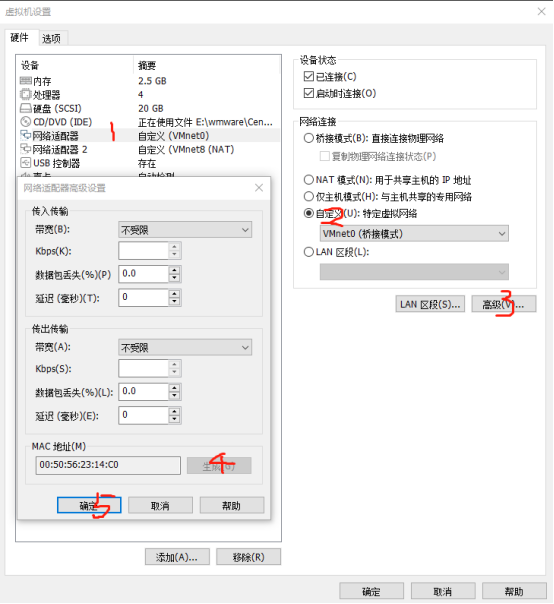 虚拟机设置
硬件 选项
设备 摘要
内存 2.5 GB
处理器 4
硬盘 (SCSI) 20 GB
CD/DVD (IDE) 正在使用文件 E:\wmware\Cen...
网络适配器 1 自定义 (VMnet0)
网络适配器 2 自定义 (VMnet8 (NAT)
USB 控制器 存在
设备状态
已连接(C)
启动时连接(O)
网络连接
桥接模式(B): 直接连接物理网络
复制物理网络连接状态(P)
NAT 模式(N): 用于共享主机的 IP 地址
仅主机模式(H): 与主机共享的专用网络
自定义(U): 特定虚拟网络
2
VMnet0 (桥接模式)
LAN 区段(L):
LAN 区段(S)... 高级(V)...
3
网络适配器高级设置
传入传输
带宽(B): 不受限
Kbps(K):
数据包丢失(%)(P) 0.0
延迟 (毫秒)(T): 0
传出传输
带宽(A): 不受限
Kbps(S):
数据包丢失(%)(L): 0.0
延迟 (毫秒)(E): 0
MAC 地址(M)
00:50:56:23:14:C0 4
确定 取消 帮助
5
添加(A)... 移除(R)
确定 取消 帮助